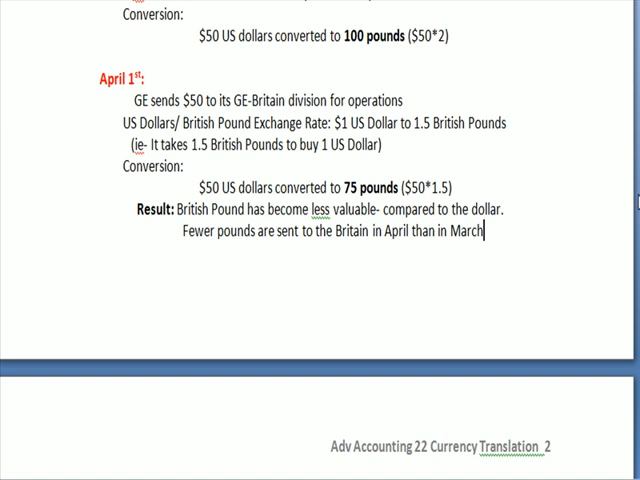 Conversion:
$50 US dollars converted to 100 pounds ($50*2)
April 1st:
GE sends $50 to its GE-Britain division for operations
US Dollars/ British Pound Exchange Rate: $1 US Dollar to 1.5 British Pounds
(ie- It takes 1.5 British Pounds to buy 1 US Dollar)
Conversion:
$50 US dollars converted to 75 pounds ($50*1.5)
Result: British Pound has become less valuable- compared to the dollar.
Fewer pounds are sent to the Britain in April than in March
Adv Accounting 22 Currency Translation 2